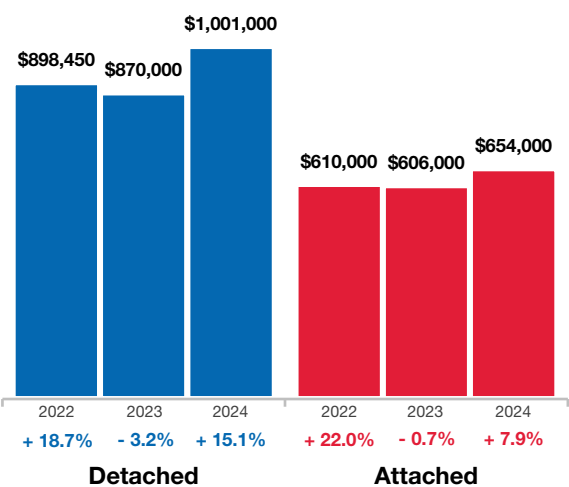 $898,450 $870,000 $1,001,000
$610,000 $606,000 $654,000
2022 2023 2024 2022 2023 2024
+ 18.7% - 3.2% + 15.1% + 22.0% - 0.7% + 7.9%
Detached Attached